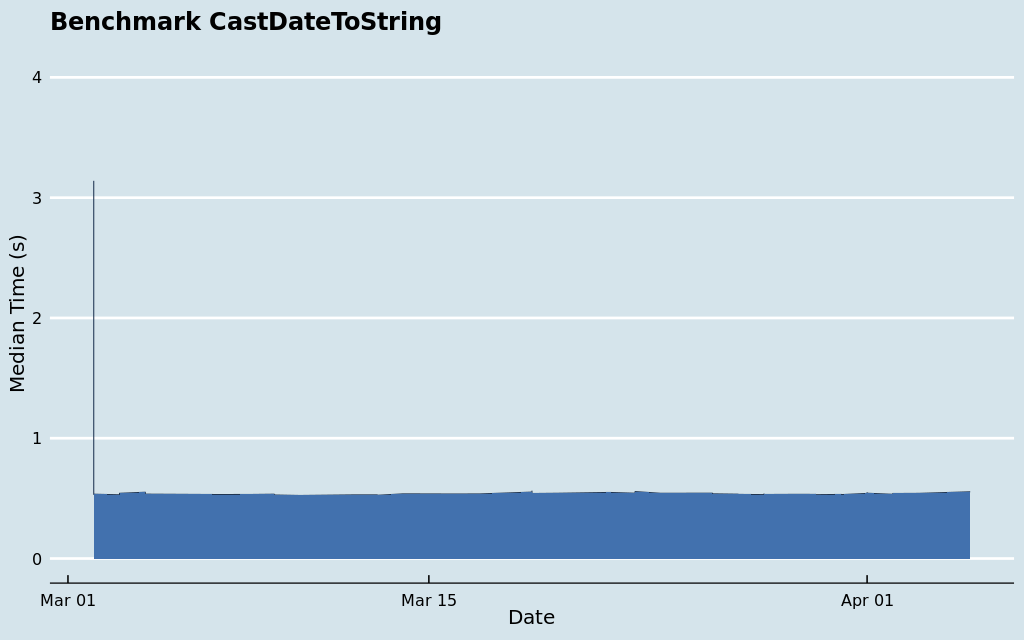 Benchmark CastDateToString
4
3
2
1
0
Median Time (s)
Mar 01
Mar 15
Apr 01
Date